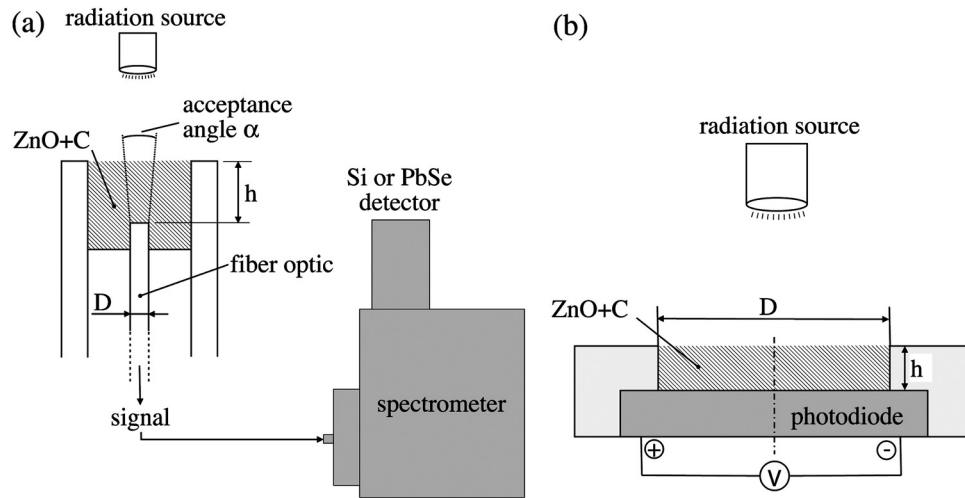 (a)
radiation source
acceptance
angle α
ZnO+C
h
Si or PbSe
detector
fiber optic
D
spectrometer
signal
(b)
radiation source
ZnO+C
D
h
photodiode
+
-
V